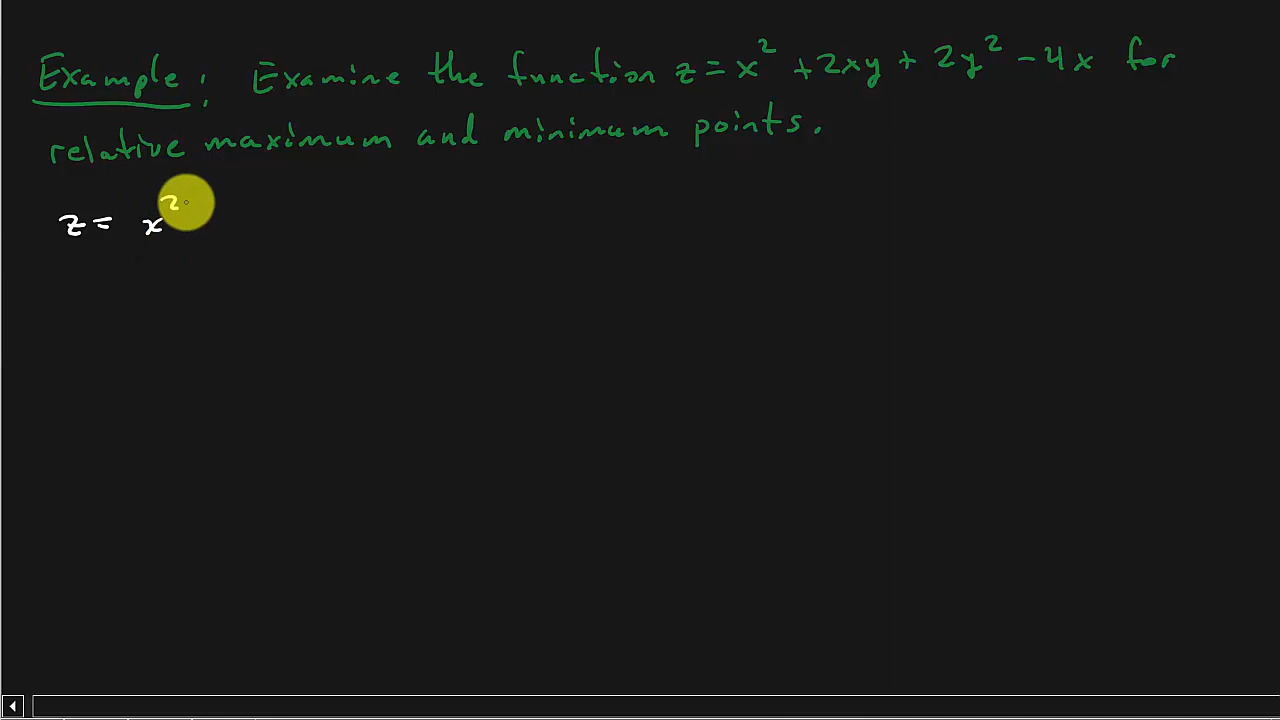 Example: Examine the function z = x² + 2xy + 2y² - 4x for
relative maximum and minimum points.
z = x²